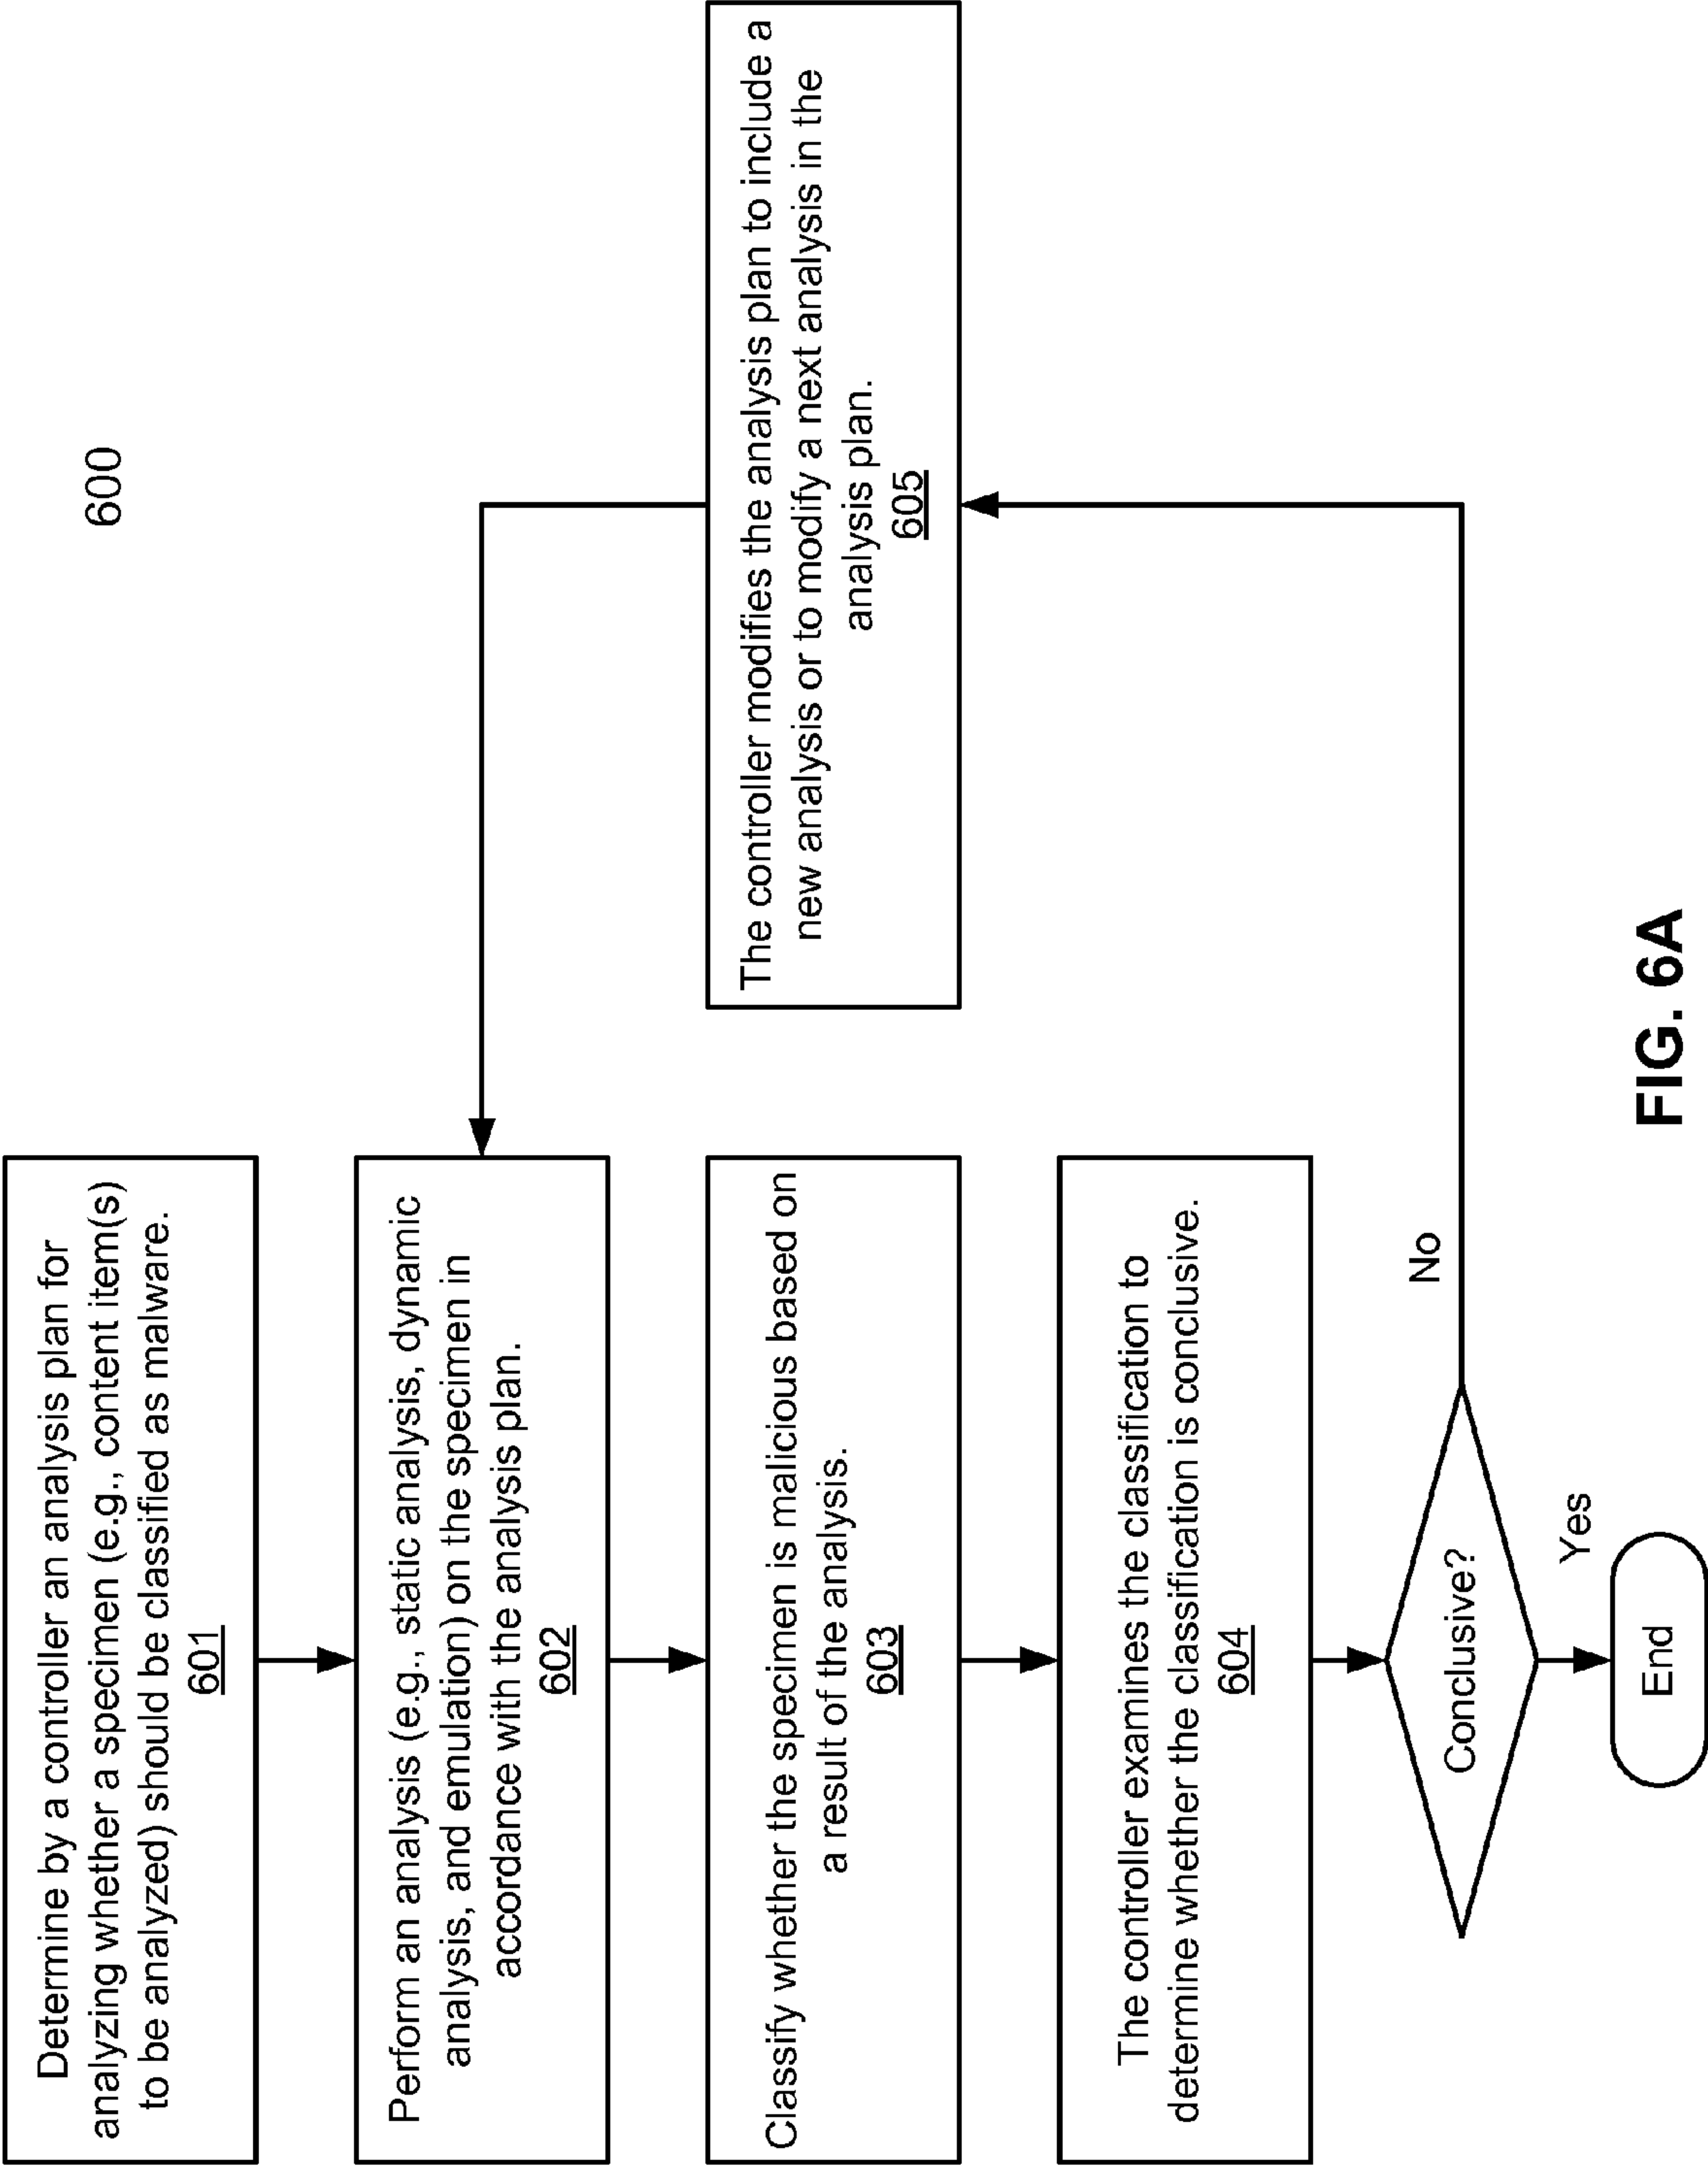 600
Determine by a controller an analysis plan for
analyzing whether a specimen (e.g., content item(s)
to be analyzed) should be classified as malware.
601
Perform an analysis (e.g., static analysis, dynamic
analysis, and emulation) on the specimen in
accordance with the analysis plan.
602
Classify whether the specimen is malicious based on
a result of the analysis.
603
The controller examines the classification to
determine whether the classification is conclusive.
604
Conclusive?
No
Yes
End
The controller modifies the analysis plan to include a
new analysis or to modify a next analysis in the
analysis plan.
605
FIG. 6A